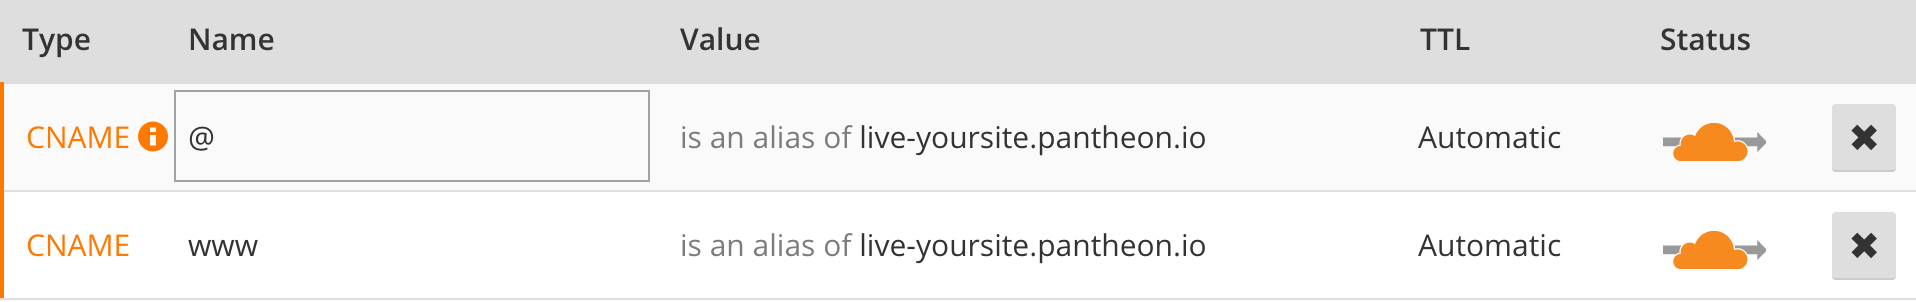 Type Name Value TTL Status
CNAME @ is an alias of live-yoursite.pantheon.io Automatic
CNAME www is an alias of live-yoursite.pantheon.io Automatic